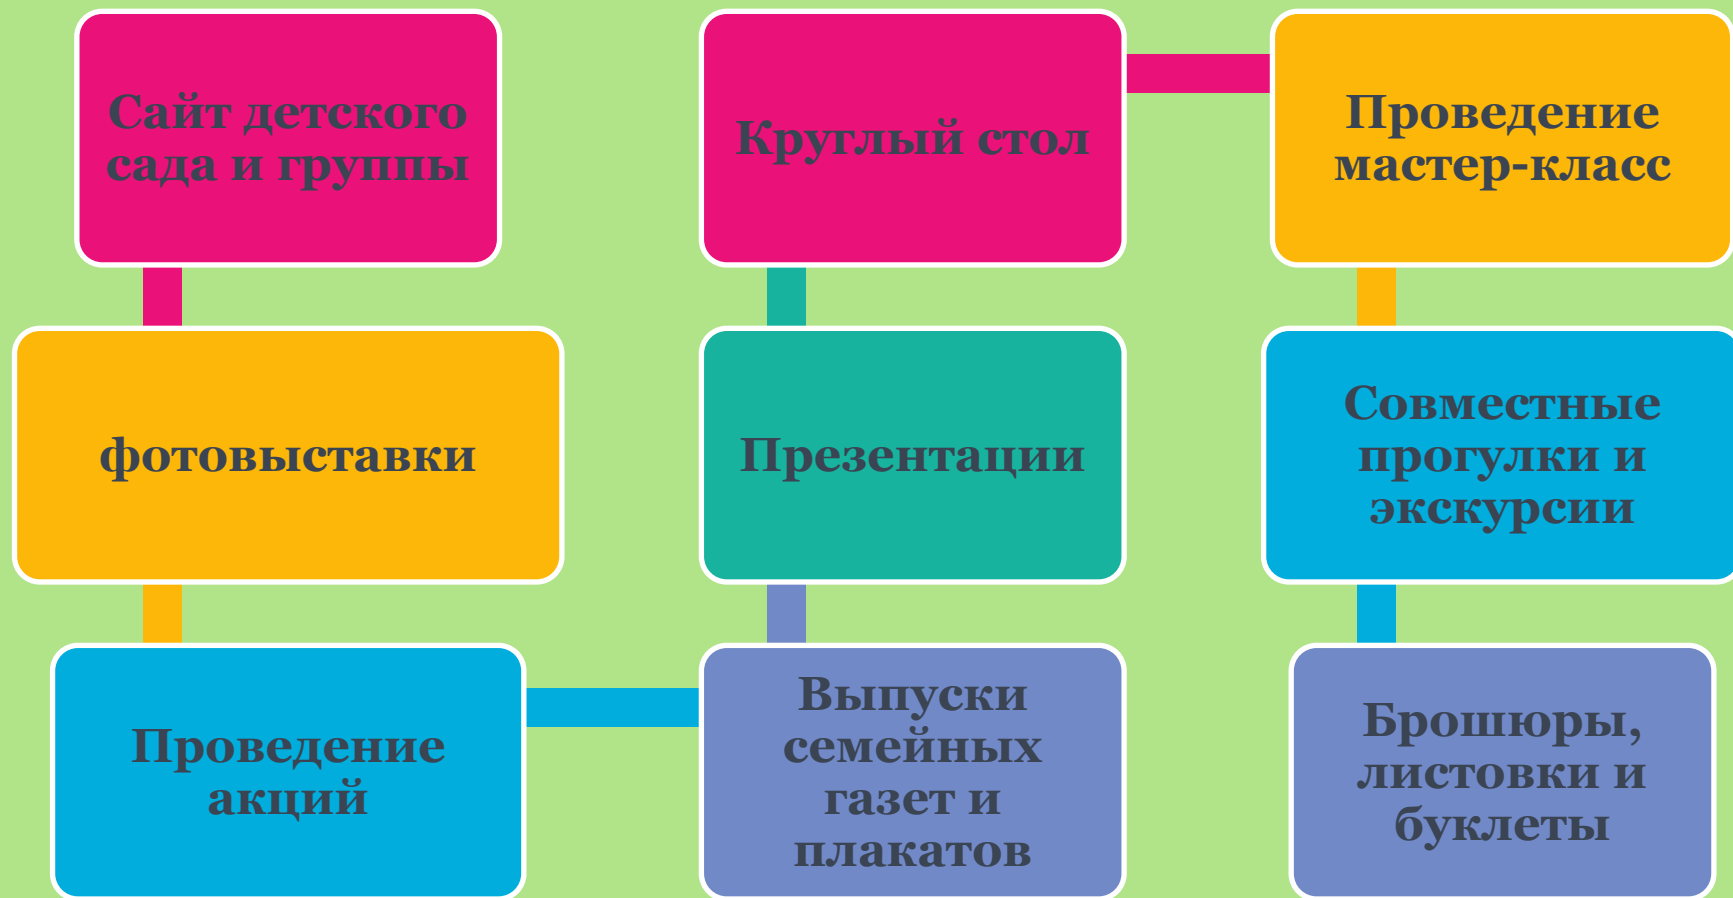 Сайт детского
сада и группы
фотовыставки
Проведение
акций
Выпуски
семейных
газет и
плакатов
Презентации
Круглый стол
Проведение
мастер-класс
Совместные
прогулки и
экскурсии
Брошюры,
листовки и
буклеты